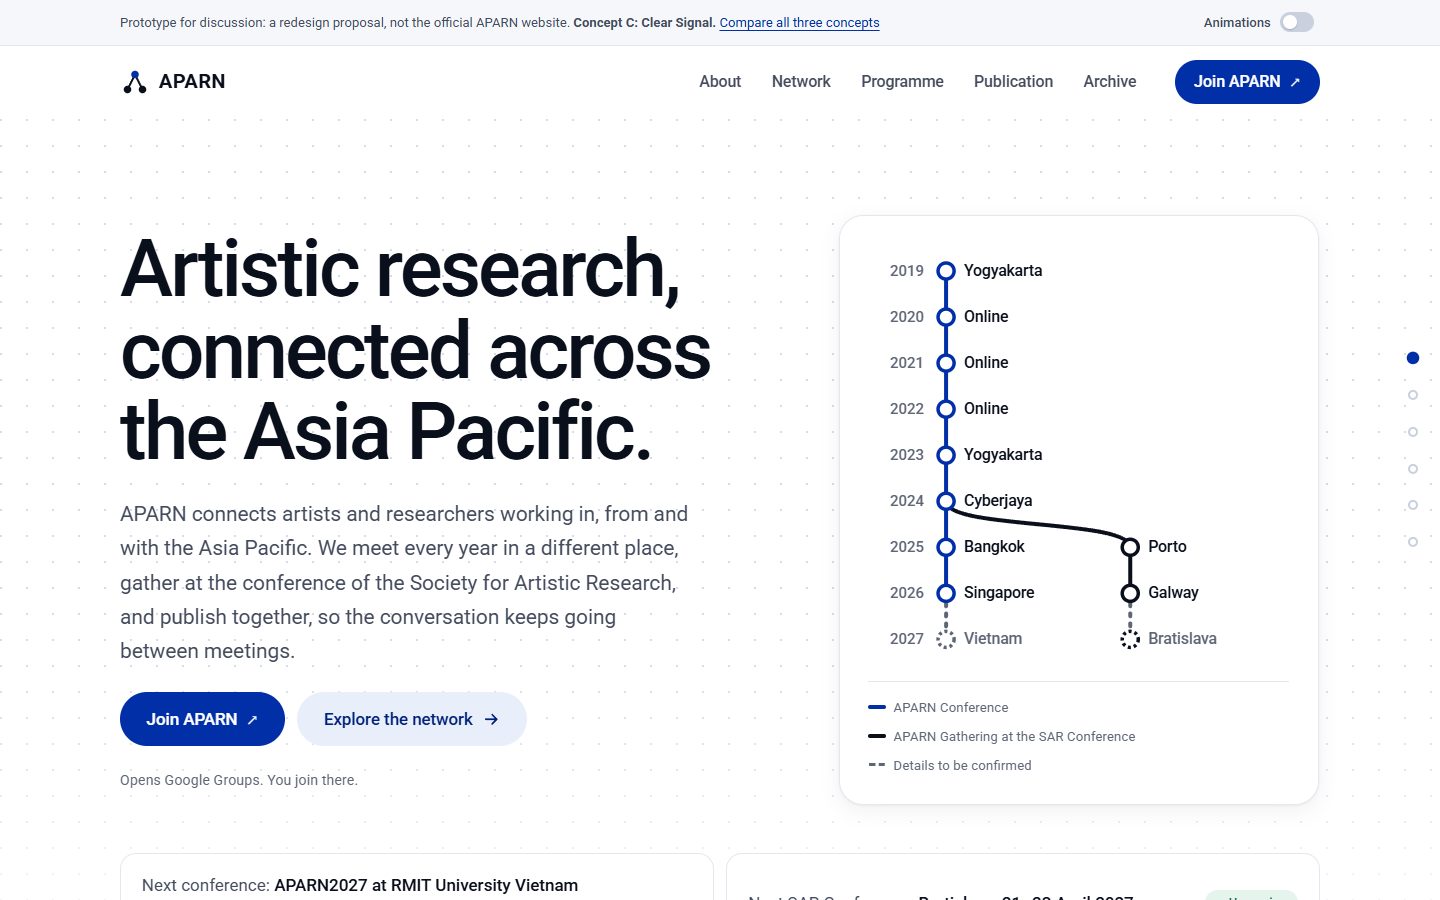 Prototype for discussion: a redesign proposal, not the official APARN website. Concept C: Clear Signal. Compare all three concepts
Animations
APARN
About
Network
Programme
Publication
Archive
Join APARN ↗
Artistic research,
connected across
the Asia Pacific.
APARN connects artists and researchers working in, from and
with the Asia Pacific. We meet every year in a different place,
gather at the conference of the Society for Artistic Research,
and publish together, so the conversation keeps going
between meetings.
Join APARN ↗
Explore the network →
Opens Google Groups. You join there.
2019 Yogyakarta
2020 Online
2021 Online
2022 Online
2023 Yogyakarta
2024 Cyberjaya
2025 Bangkok Porto
2026 Singapore Galway
2027 Vietnam Bratislava
APARN Conference
APARN Gathering at the SAR Conference
Details to be confirmed
Next conference: APARN2027 at RMIT University Vietnam